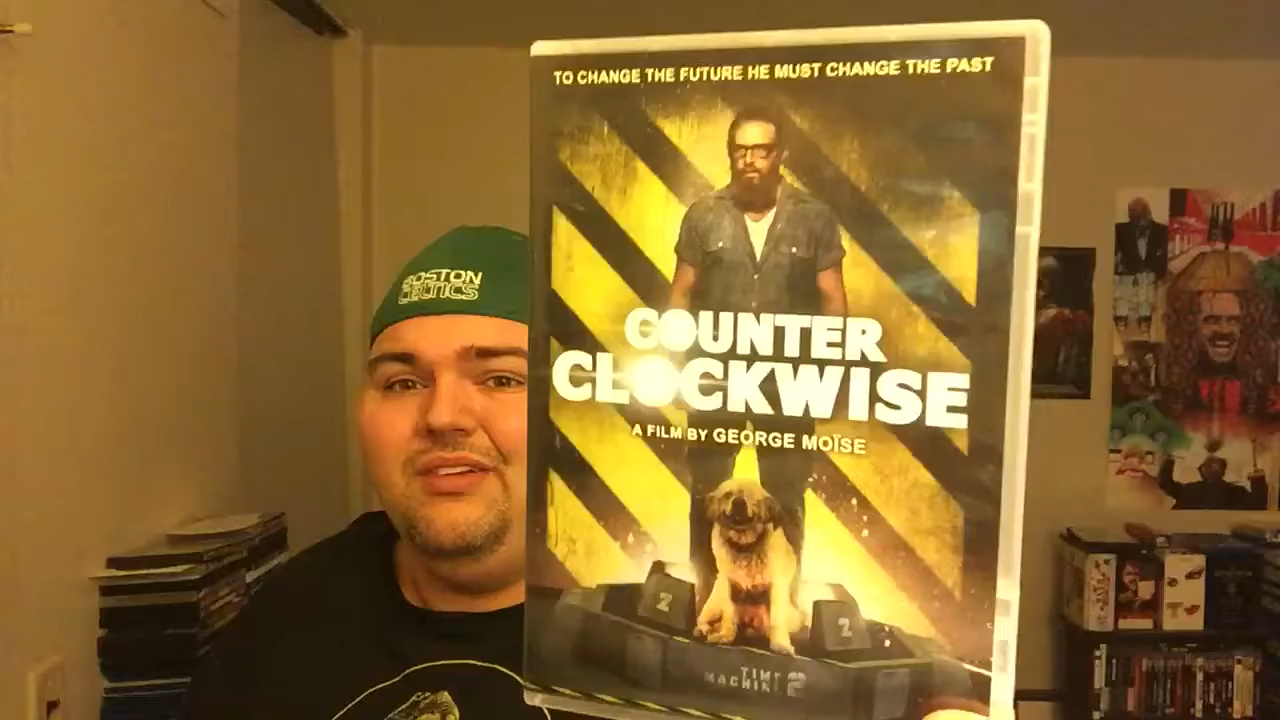 TO CHANGE THE FUTURE HE MUST CHANGE THE PAST
BOSTON
CELTICS
COUNTER
CLOCKWISE
A FILM BY GEORGE MOÏSE
2
2
TIME
MACHINE 2